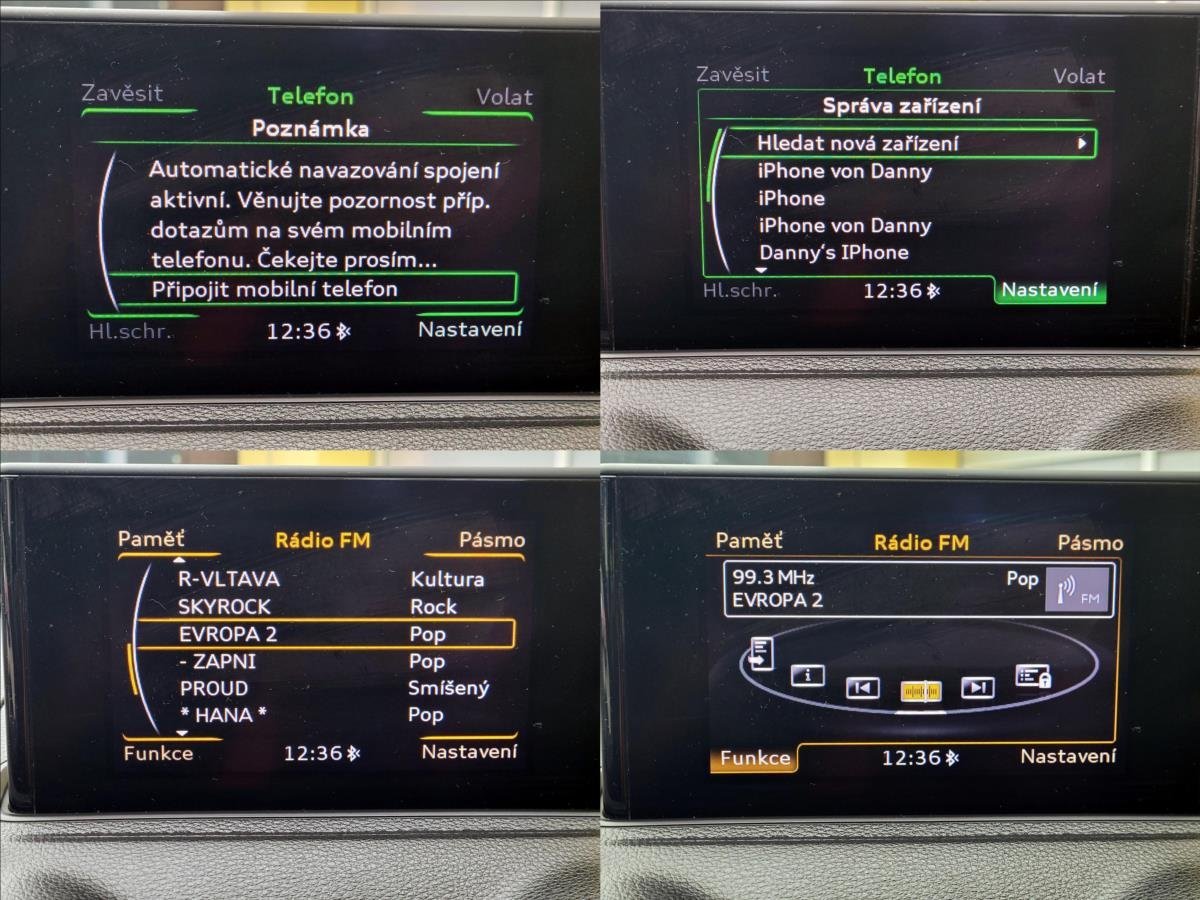 Zavěsit Telefon Volat
Poznámka
Automatické navazování spojení
aktivní. Věnujte pozornost příp.
dotazům na svém mobilním
telefonu. Čekejte prosím...
Připojit mobilní telefon
Hl.schr. 12:36 Nastavení
Zavěsit Telefon Volat
Správa zařízení
Hledat nová zařízení
iPhone von Danny
iPhone
iPhone von Danny
Danny‘s IPhone
Hl.schr. 12:36 Nastavení
Paměť Rádio FM Pásmo
R-VLTAVA Kultura
SKYROCK Rock
EVROPA 2 Pop
- ZAPNI Pop
PROUD Smíšený
* HANA * Pop
Funkce 12:36 Nastavení
Paměť Rádio FM Pásmo
99.3 MHz Pop
EVROPA 2 FM
i
Funkce 12:36 Nastavení